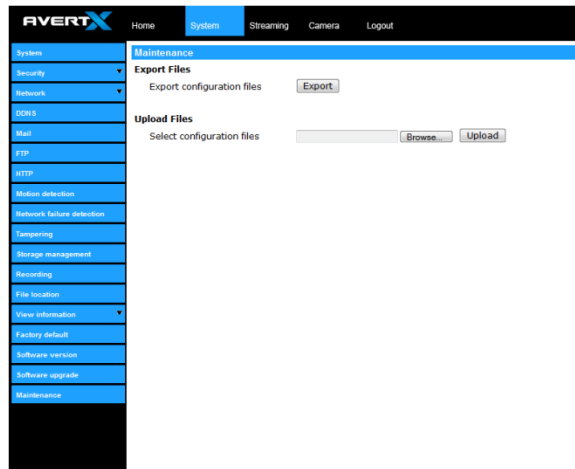 AVERTX
Home System Streaming Camera Logout
System
Security
Network
DDNS
Mail
FTP
HTTP
Motion detection
Network failure detection
Tampering
Storage management
Recording
File location
View information
Factory default
Software version
Software upgrade
Maintenance
Maintenance
Export Files
Export configuration files Export
Upload Files
Select configuration files Browse... Upload